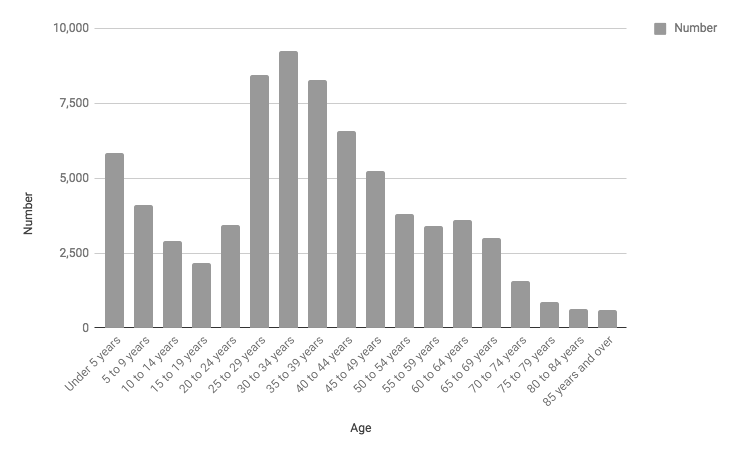 10,000
7,500
5,000
2,500
0
Number
Number
Under 5 years
5 to 9 years
10 to 14 years
15 to 19 years
20 to 24 years
25 to 29 years
30 to 34 years
35 to 39 years
40 to 44 years
45 to 49 years
50 to 54 years
55 to 59 years
60 to 64 years
65 to 69 years
70 to 74 years
75 to 79 years
80 to 84 years
85 years and over
Age